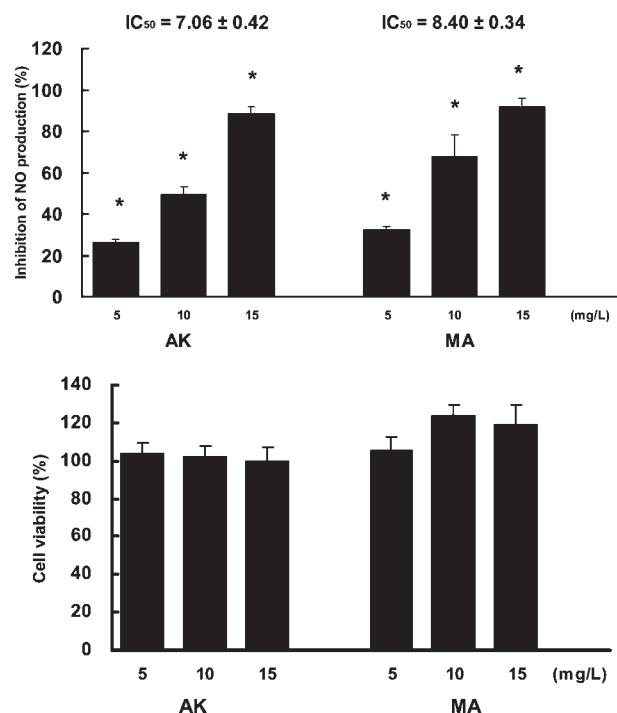 IC₅₀ = 7.06 ± 0.42 IC₅₀ = 8.40 ± 0.34
Inhibition of NO production (%)
120
100
80
60
40
20
0
* * * * * *
5 10 15 5 10 15 (mg/L)
AK MA
Cell viability (%)
140
120
100
80
60
40
20
0
5 10 15 5 10 15 (mg/L)
AK MA